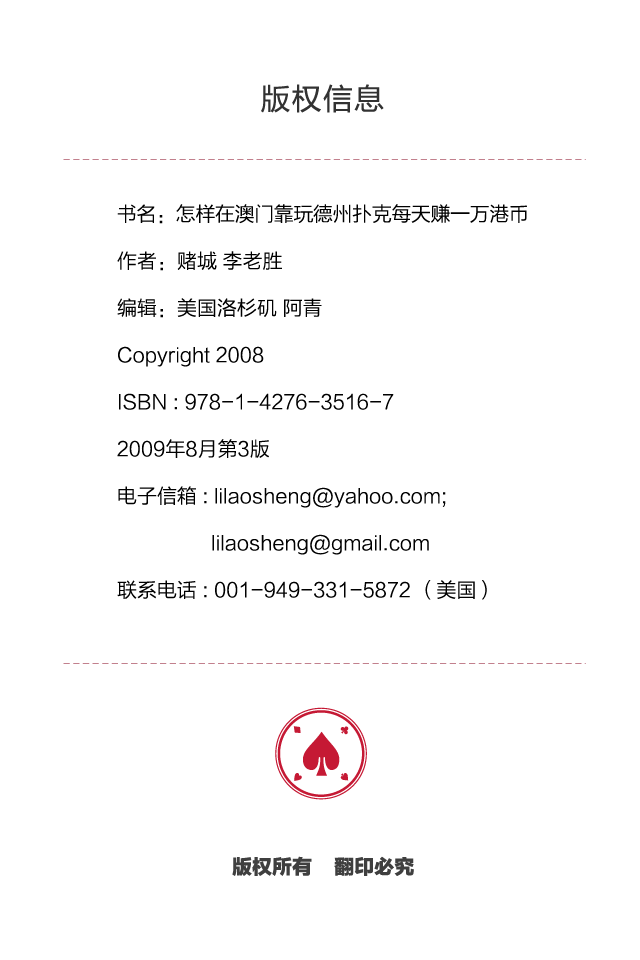 版权信息
书名：怎样在澳门靠玩德州扑克每天赚一万港币
作者：赌城 李老胜
编辑：美国洛杉矶 阿青
Copyright 2008
ISBN : 978-1-4276-3516-7
2009年8月第3版
电子信箱 : lilaosheng@yahoo.com;
lilaosheng@gmail.com
联系电话 : 001-949-331-5872（美国）
版权所有 翻印必究